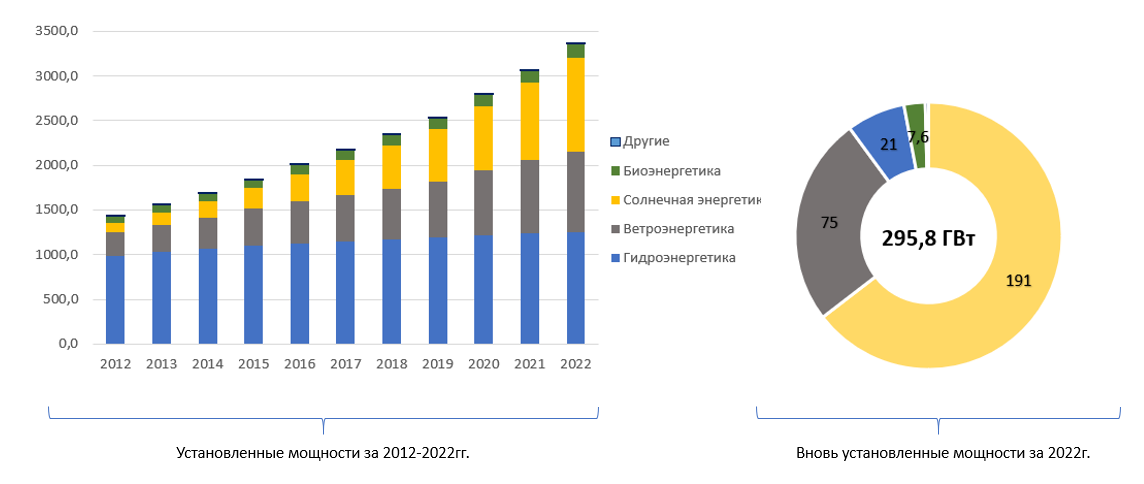 3500,0
3000,0
2500,0
2000,0
1500,0
1000,0
500,0
0,0
2012 2013 2014 2015 2016 2017 2018 2019 2020 2021 2022
Другие
Биоэнергетика
Солнечная энергетик
Ветроэнергетика
Гидроэнергетика
7,6
21
75
295,8 ГВт
191
Установленные мощности за 2012-2022гг.
Вновь установленные мощности за 2022г.